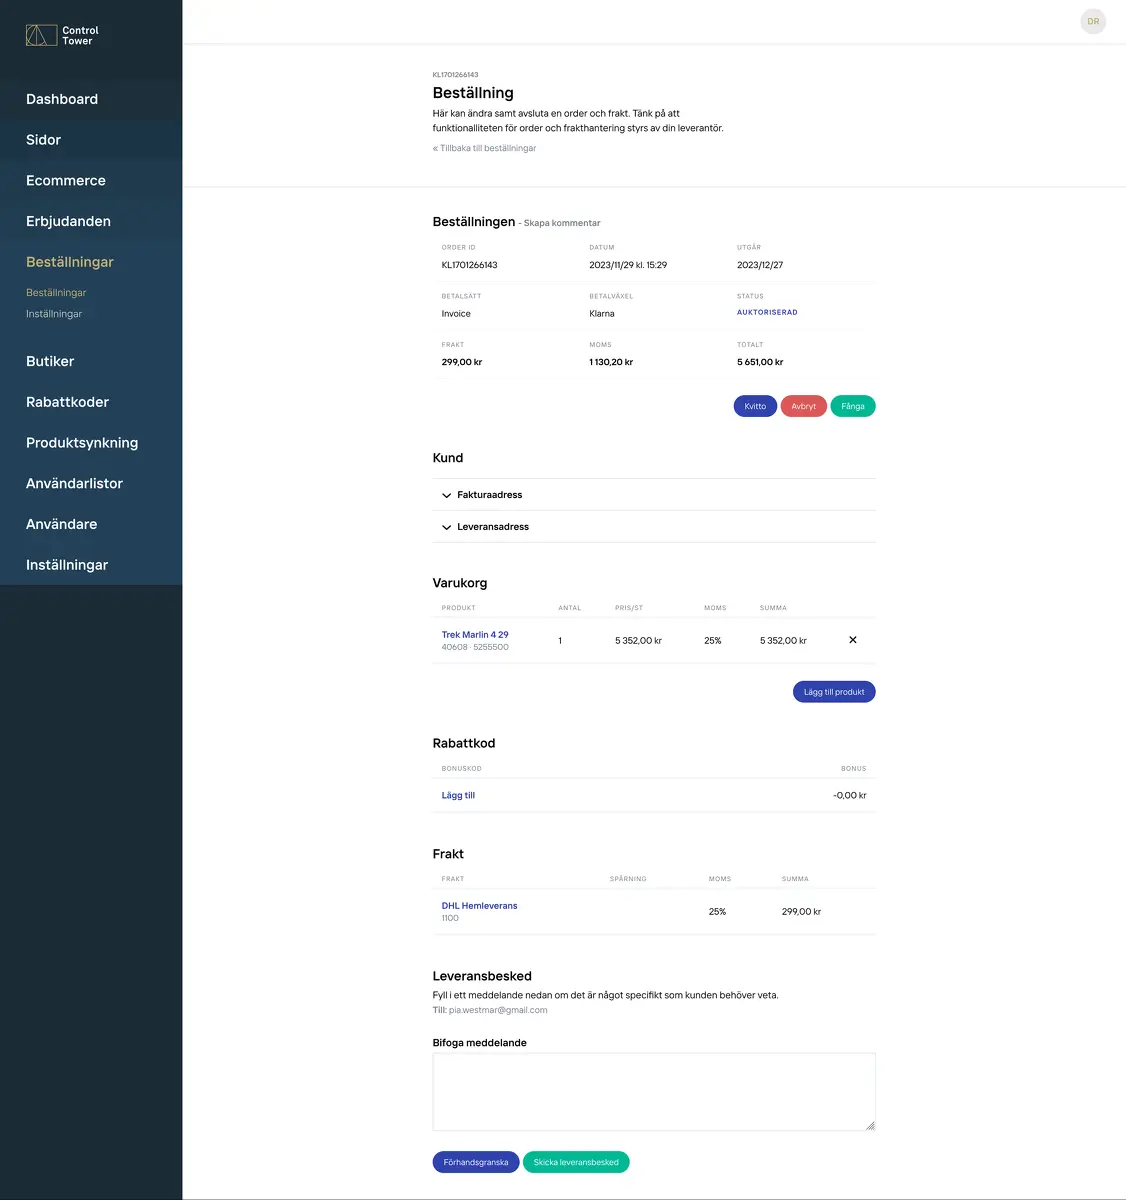 Control
Tower
DR
Dashboard
Sidor
Ecommerce
Erbjudanden
Beställningar
Beställningar
Inställningar
Butiker
Rabattkoder
Produktsynkning
Användarlistor
Användare
Inställningar
KL1701266143
Beställning
Här kan ändra samt avsluta en order och frakt. Tänk på att
funktionalliteten för order och frakthantering styrs av din leverantör.
« Tillbaka till beställningar
Beställningen - Skapa kommentar
ORDER ID DATUM UTGÅR
KL1701266143 2023/11/29 kl. 15:29 2023/12/27
BETALSÄTT BETALVÄXEL STATUS
Invoice Klarna AUKTORISERAD
FRAKT MOMS TOTALT
299,00 kr 1 130,20 kr 5 651,00 kr
Kvitto Avbryt Fånga
Kund
Fakturaadress
Leveransadress
Varukorg
PRODUKT ANTAL PRIS/ST MOMS SUMMA
Trek Marlin 4 29 1 5 352,00 kr 25% 5 352,00 kr
40608 · 5255500
Lägg till produkt
Rabattkod
BONUSKOD BONUS
Lägg till -0,00 kr
Frakt
FRAKT SPÅRNING MOMS SUMMA
DHL Hemleverans 25% 299,00 kr
1100
Leveransbesked
Fyll i ett meddelande nedan om det är något specifikt som kunden behöver veta.
Till: pia.westmar@gmail.com
Bifoga meddelande
Förhandsgranska Skicka leveransbesked